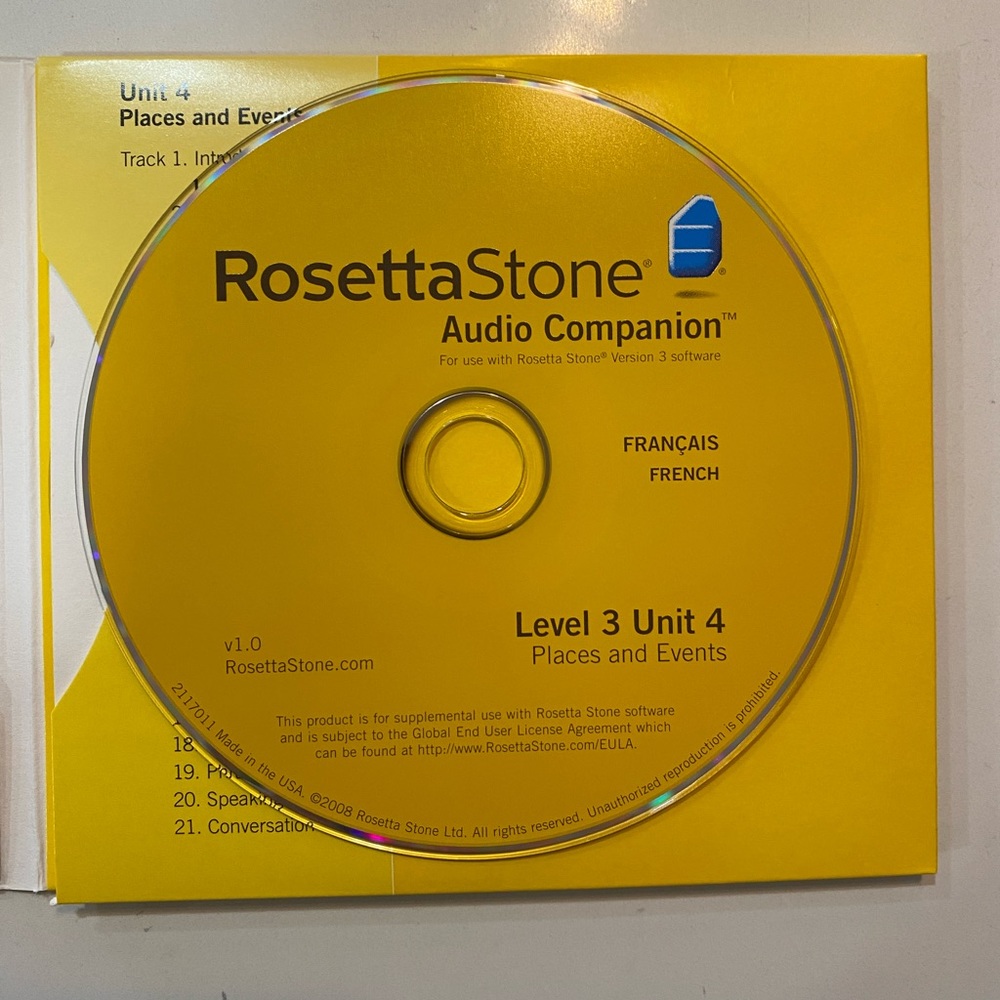 Unit 4
Places and Events
Track 1.
RosettaStone®
Audio Companion™
For use with Rosetta Stone® Version 3 software
FRANÇAIS
FRENCH
Level 3 Unit 4
Places and Events
v1.0
RosettaStone.com
This product is for supplemental use with Rosetta Stone software
and is subject to the Global End User License Agreement which
can be found at http://www.RosettaStone.com/EULA.
2117011 Made in the USA. ©2008 Rosetta Stone Ltd. All rights reserved. Unauthorized reproduction is prohibited.
18
19.
20. Speaking
21. Conversation